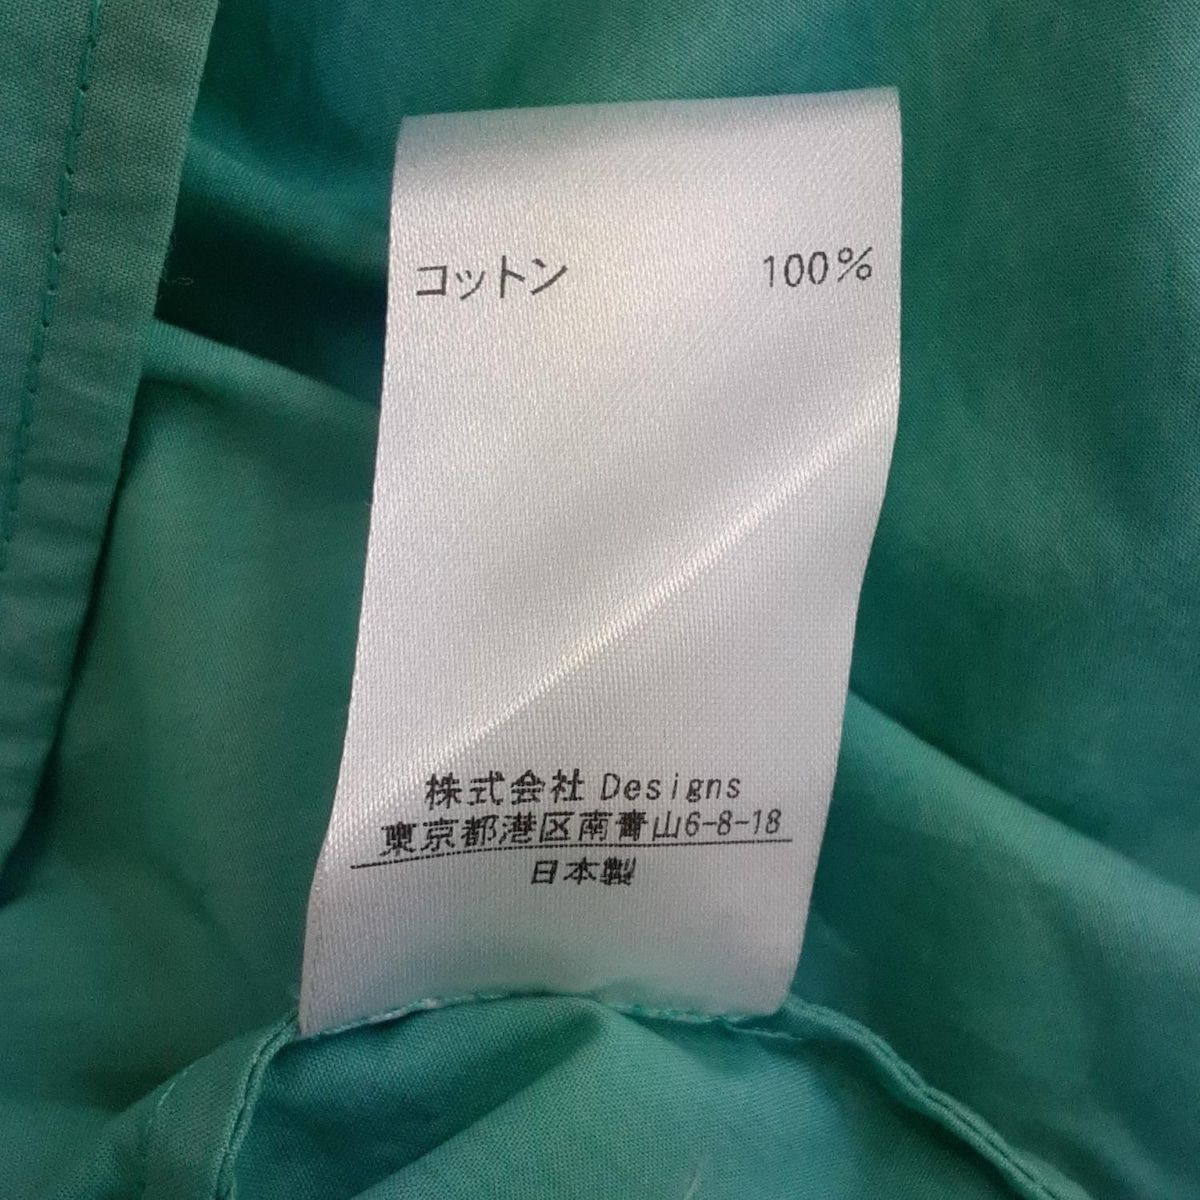 コットン 100%
株式会社 Designs
東京都港区南青山6-8-18
日本製